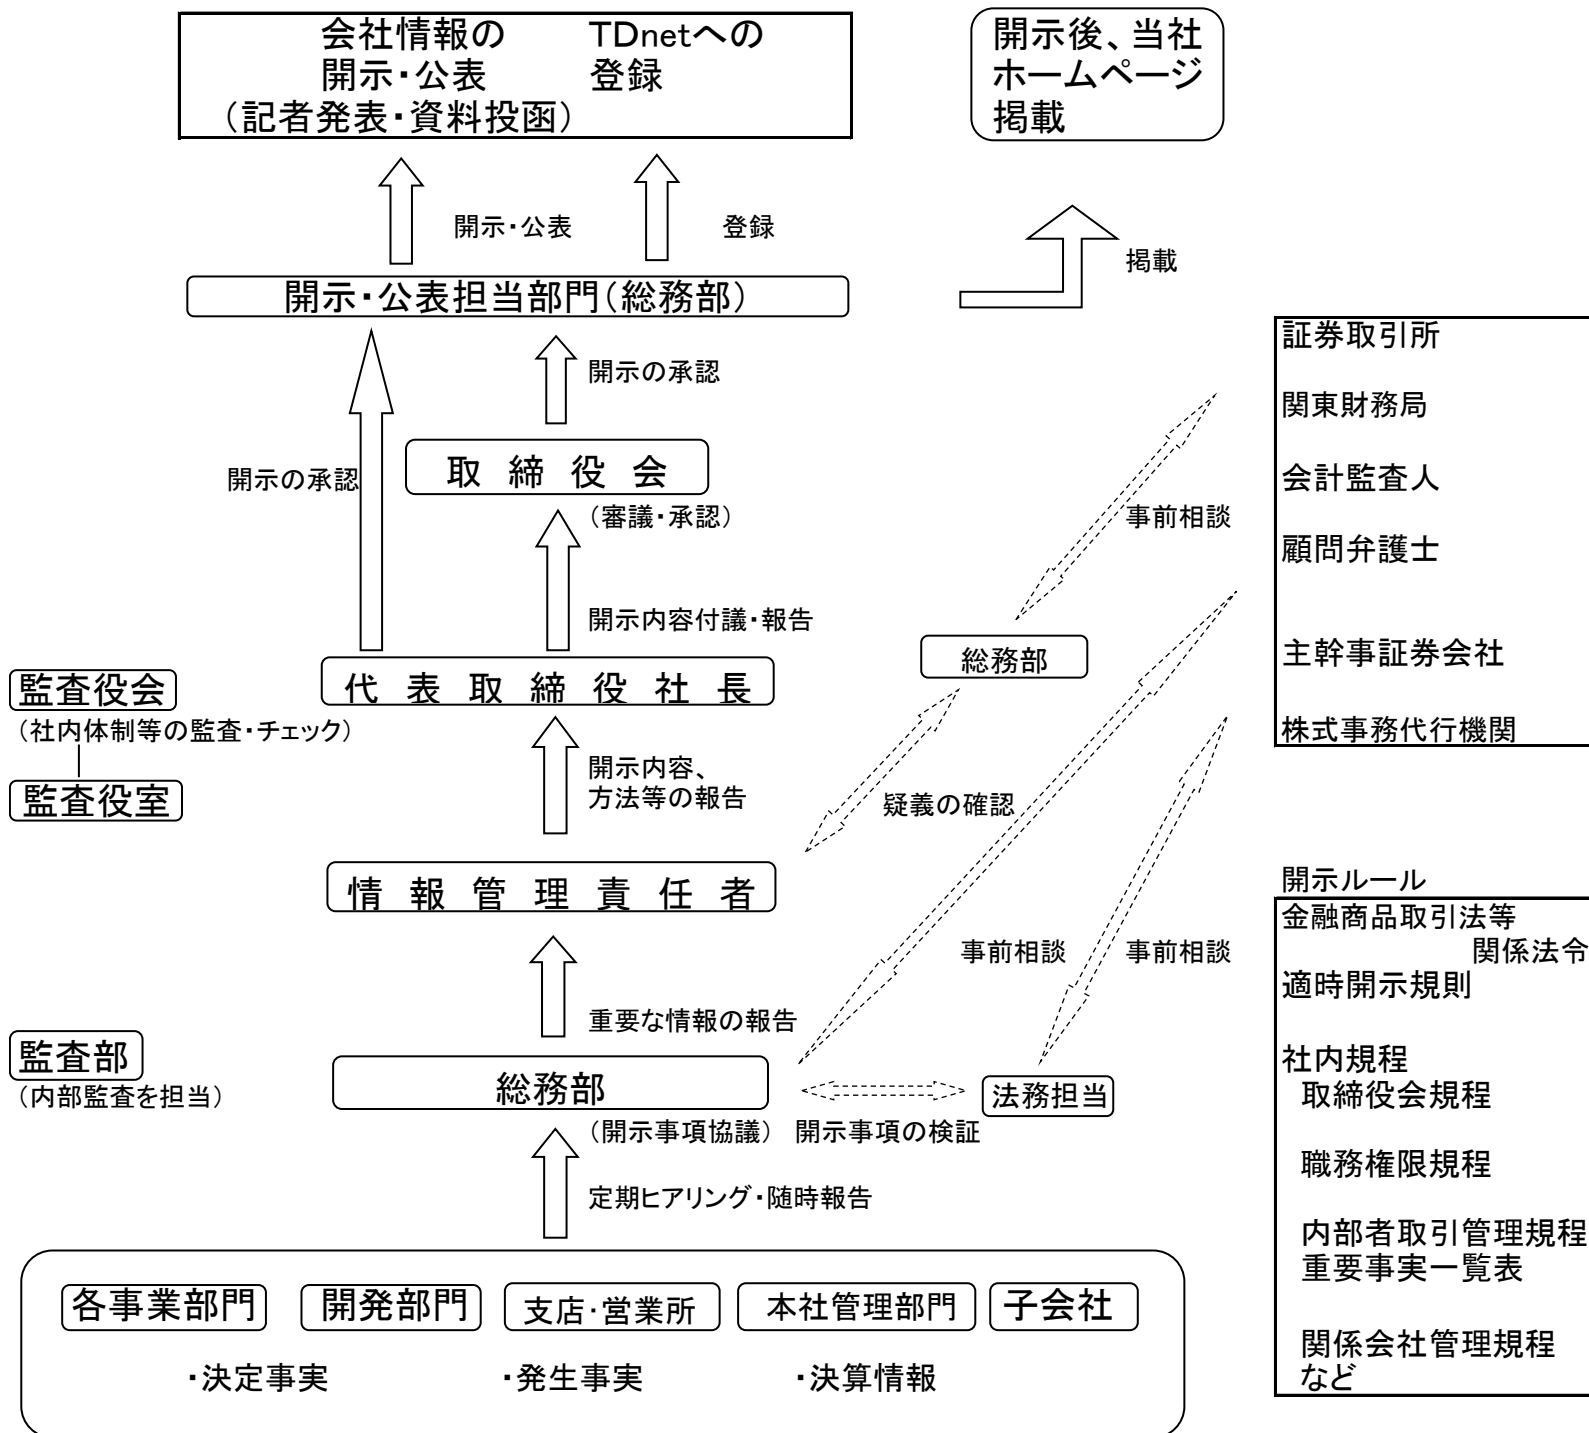 会社情報の
開示・公表
（記者発表・資料投函）
TDnetへの
登録
開示後、当社
ホームページ
掲載
開示・公表
登録
掲載
開示・公表担当部門（総務部）
開示の承認
開示の承認
取締役会
（審議・承認）
開示内容付議・報告
代表取締役社長
監査役会
（社内体制等の監査・チェック）
監査役室
開示内容、
方法等の報告
情報管理責任者
重要な情報の報告
監査部
（内部監査を担当）
総務部
（開示事項協議）
開示事項の検証
法務担当
定期ヒアリング・随時報告
総務部
事前相談
疑義の確認
事前相談
事前相談
証券取引所
関東財務局
会計監査人
顧問弁護士
主幹事証券会社
株式事務代行機関
開示ルール
金融商品取引法等
関係法令
適時開示規則
社内規程
取締役会規程
職務権限規程
内部者取引管理規程
重要事実一覧表
関係会社管理規程
など
各事業部門
開発部門
支店・営業所
本社管理部門
子会社
・決定事実
・発生事実
・決算情報